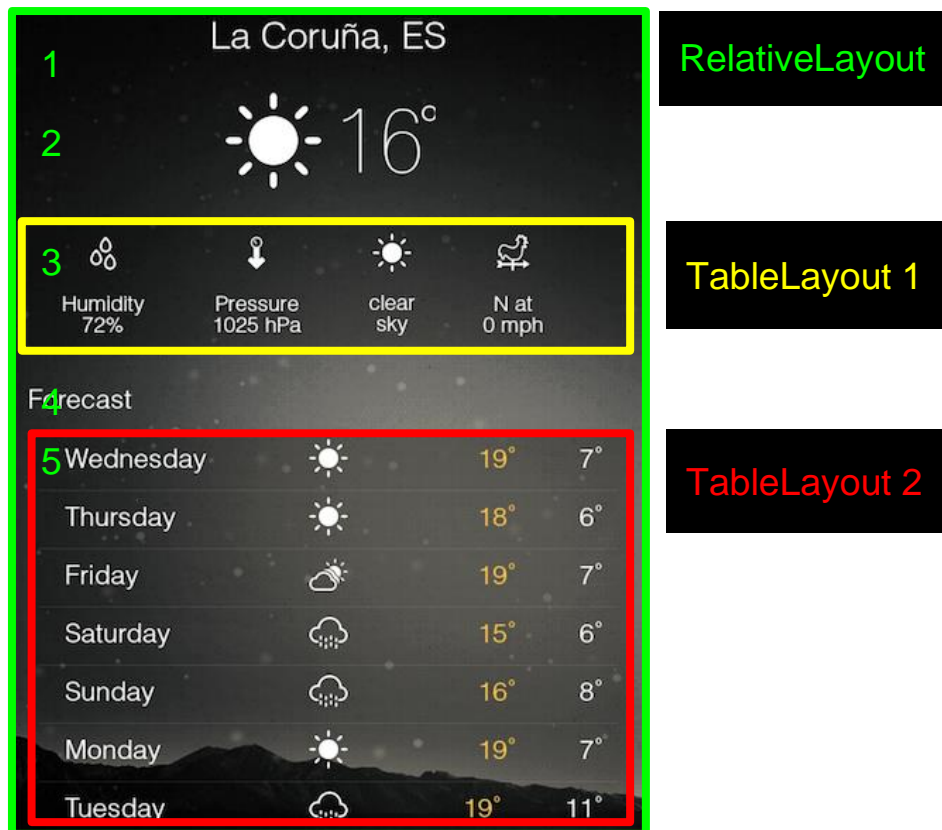 La Coruña, ES
RelativeLayout
1
2
16°
TableLayout 1
3
Humidity
72%
Pressure
1025 hPa
clear
sky
N at
0 mph
4
Forecast
TableLayout 2
5
Wednesday 19° 7°
Thursday 18° 6°
Friday 19° 7°
Saturday 15° 6°
Sunday 16° 8°
Monday 19° 7°
Tuesday 19° 11°